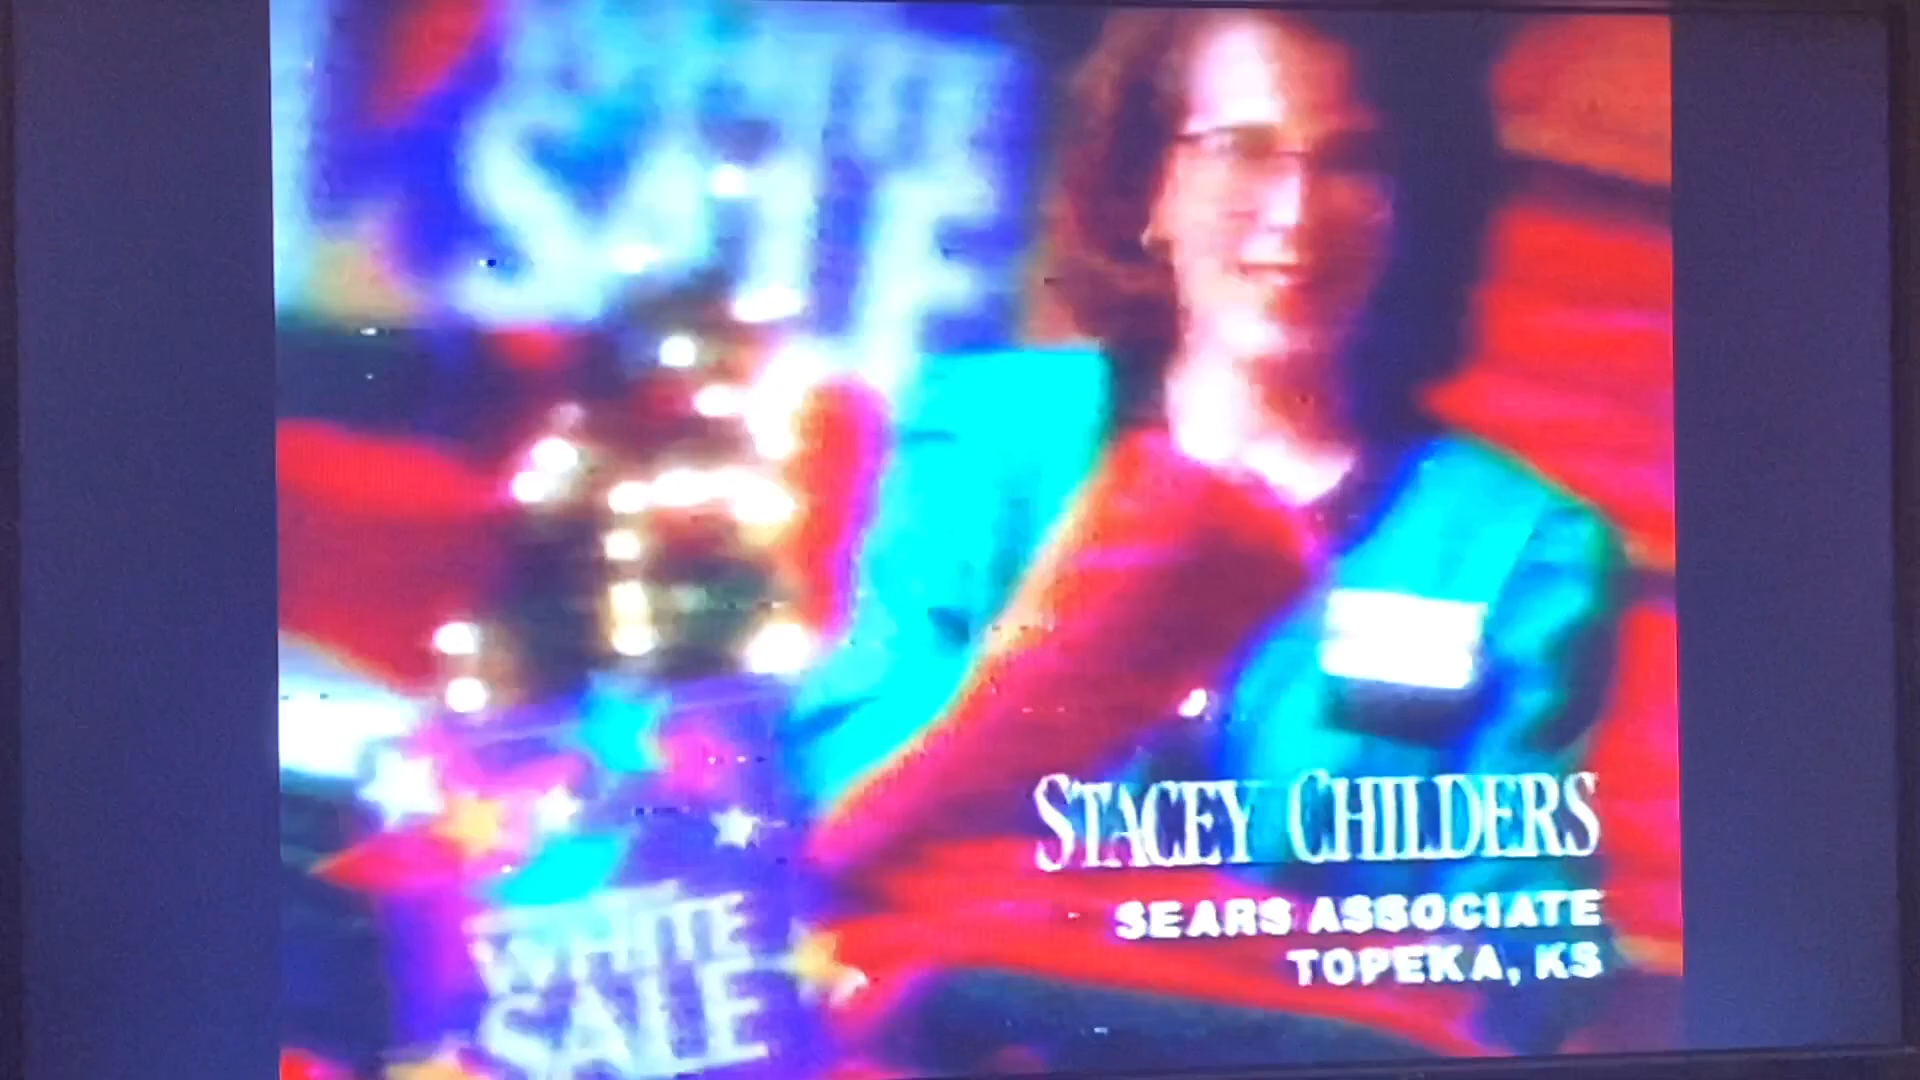 WHITE
SALE
STACEY CHILDERS
SEARS ASSOCIATE
TOPEKA, KS